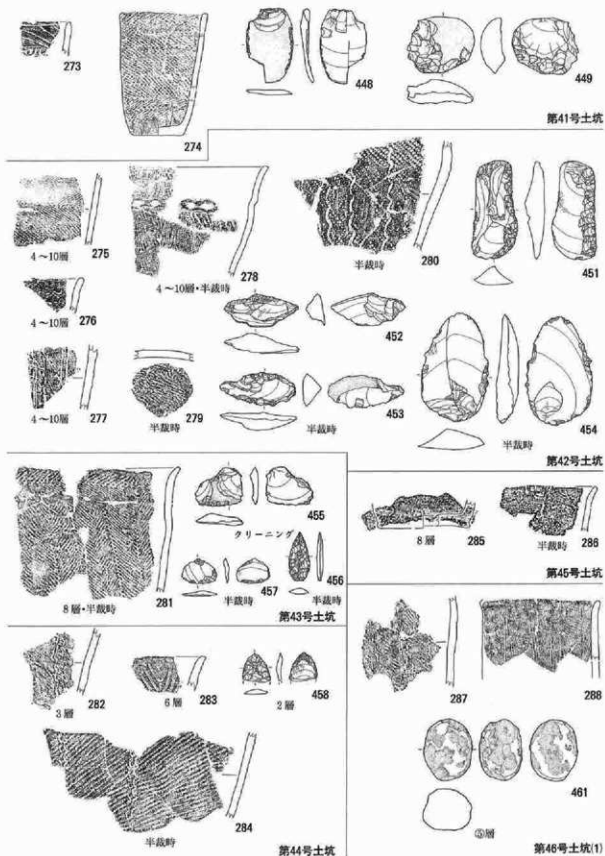 273
274
448
449
第41号土坑
4～10層
275
4～10層
276
4～10層
277
4～10層・半裁時
278
半裁時
279
半裁時
280
451
452
半裁時
453
半裁時
454
第42号土坑
8層・半裁時
281
455
クリーニング
半裁時
457
半裁時
456
第43号土坑
8層
285
半裁時
286
第45号土坑
3層
282
6層
283
2層
458
半裁時
284
第44号土坑
287
288
461
⑤層
第46号土坑(1)